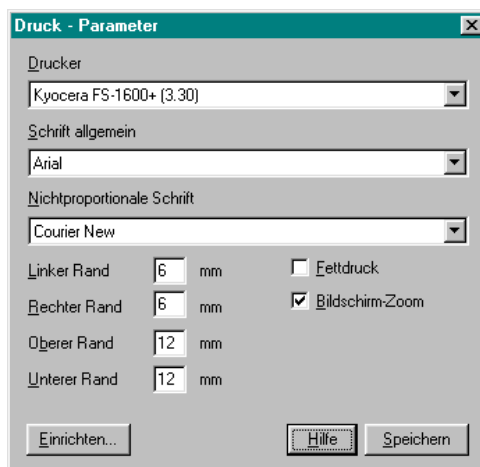 Druck - Parameter
Drucker
Kyocera FS-1600+ (3.30)
Schrift allgemein
Arial
Nichtproportionale Schrift
Courier New
Linker Rand 6 mm Fettdruck
Rechter Rand 6 mm Bildschirm-Zoom
Oberer Rand 12 mm
Unterer Rand 12 mm
Einrichten... Hilfe Speichern